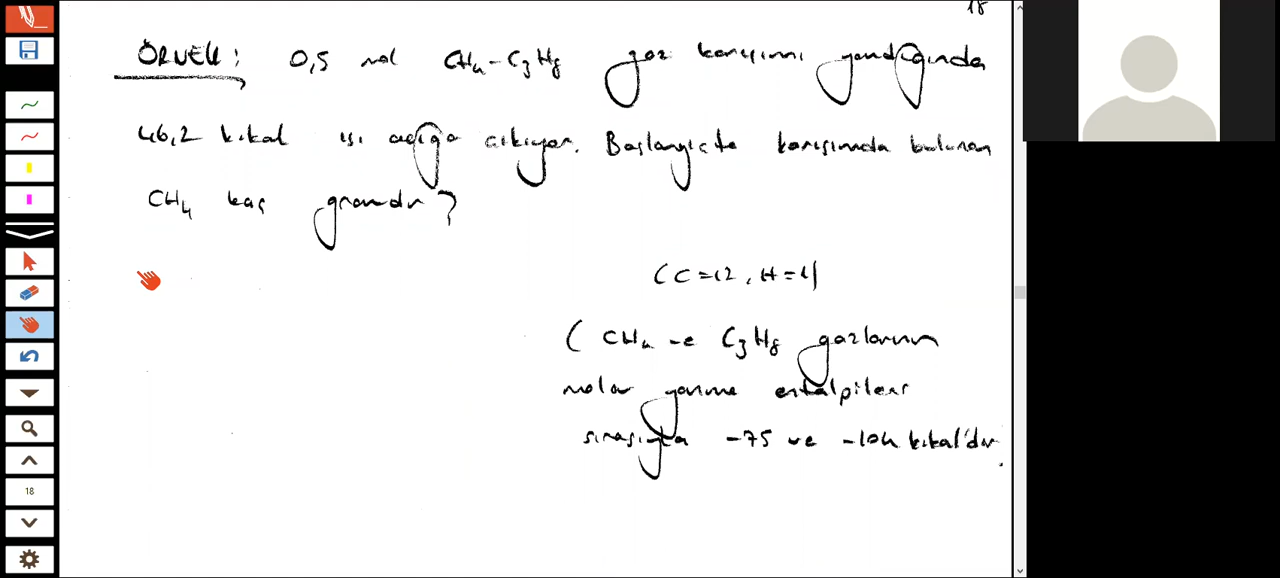 18
ÖRNEK: 0,5 mol CH4-C3H8 gaz karışımı yandığında
46,2 kkal ısı açığa çıkıyor. Başlangıçta karışımda bulunan
CH4 kaç gramdır?
(C=12, H=1)
(CH4 ve C3H8 gazlarının
molar yanma entalpileri
sırasıyla -75 ve -104 kkal'dir.
18